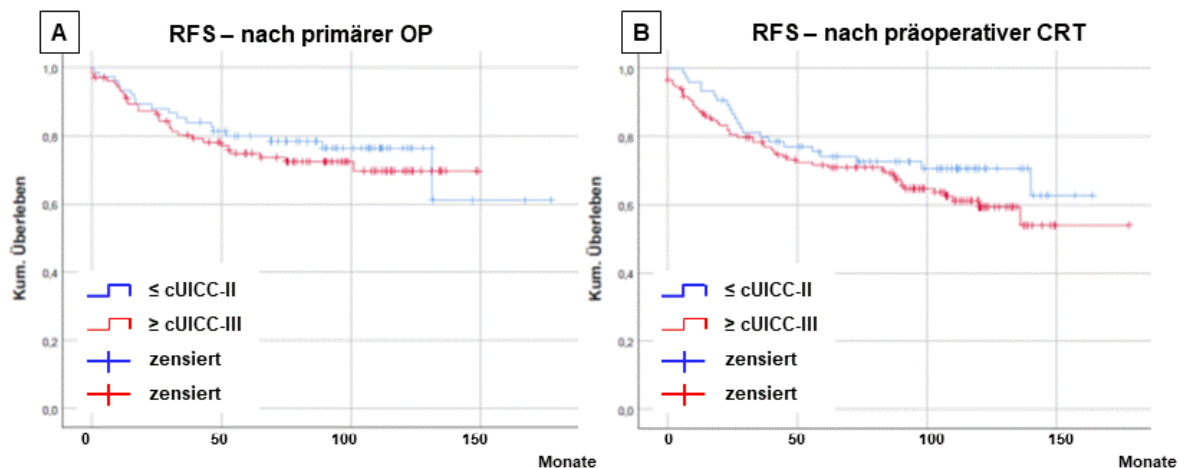 A
RFS – nach primärer OP
Kum. Überleben
1,0
0,8
0,6
0,4
0,2
0,0
≤ cUICC-II
≥ cUICC-III
zensiert
zensiert
0 50 100 150
Monate
B
RFS – nach präoperativer CRT
Kum. Überleben
1,0
0,8
0,6
0,4
0,2
0,0
≤ cUICC-II
≥ cUICC-III
zensiert
zensiert
0 50 100 150
Monate